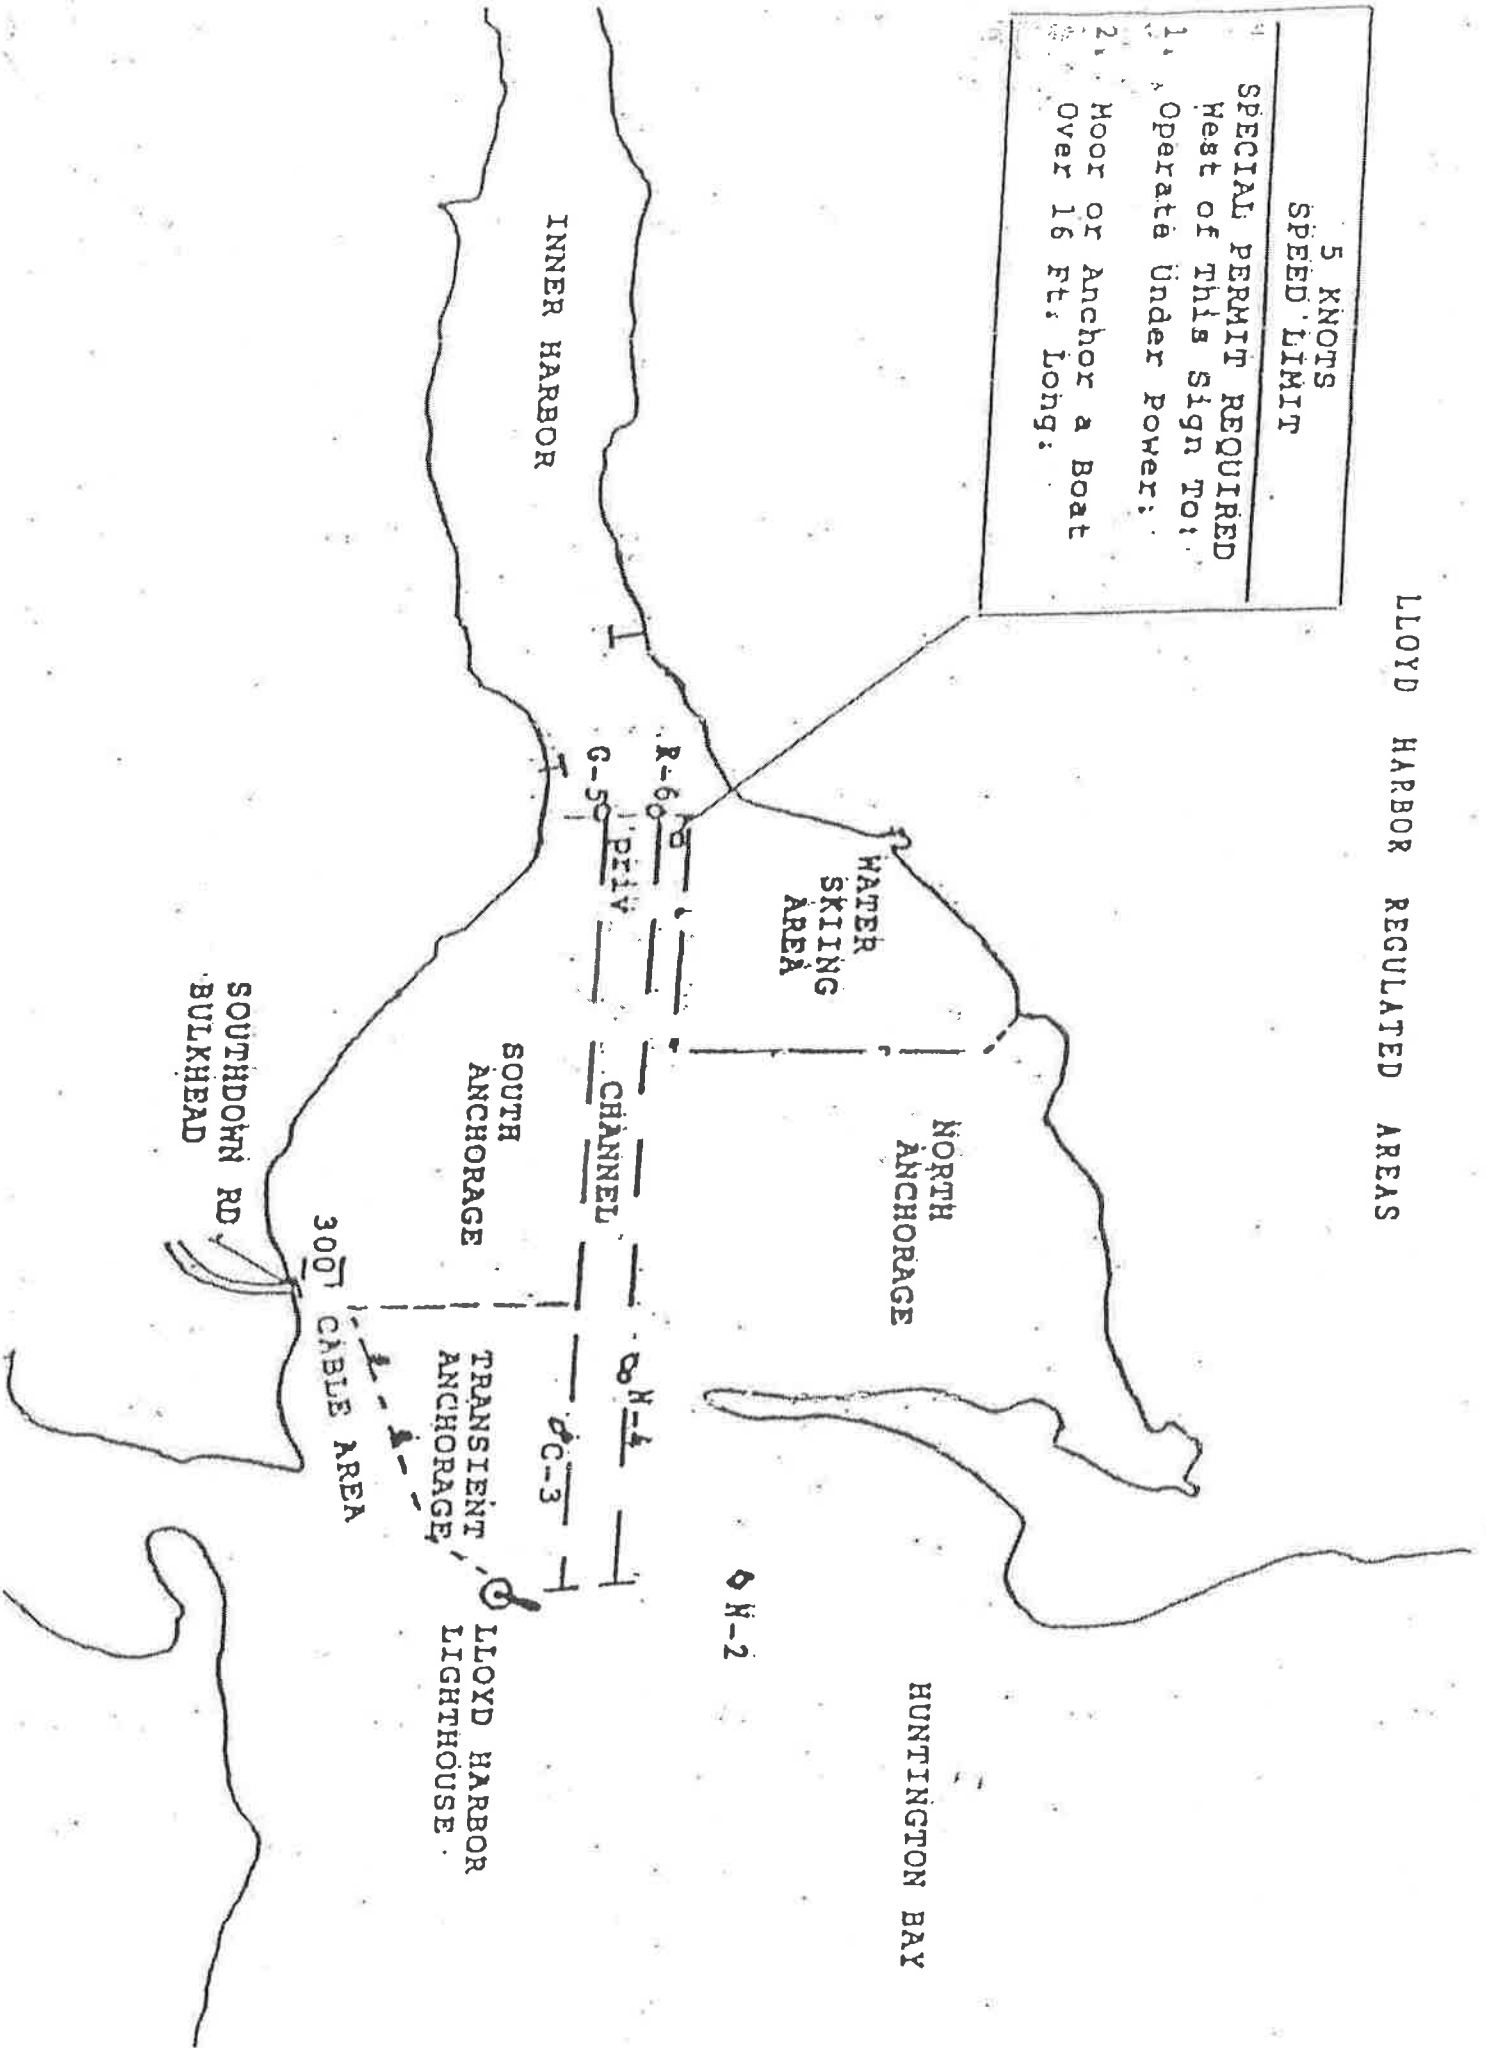 LLOYD HARBOR REGULATED AREAS
5 KNOTS
SPEED LIMIT
SPECIAL PERMIT REQUIRED
West of This Sign To:
1. Operate Under Power.
2. Moor or Anchor a Boat
Over 16 Ft. Long.
WATER
SKIING
AREA
NORTH
ANCHORAGE
HUNTINGTON BAY
N-2
R-6
N-4
INNER HARBOR
G-5
Priv
CHANNEL
C-3
SOUTH
ANCHORAGE
TRANSIENT
ANCHORAGE
LLOYD HARBOR
LIGHTHOUSE
300'
CABLE AREA
SOUTHDOWN RD
BULKHEAD